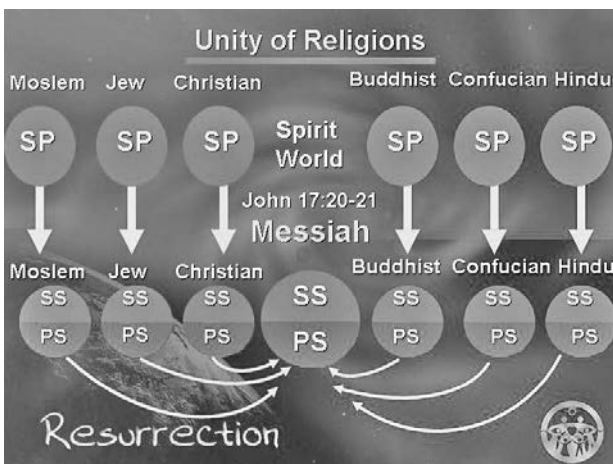 Unity of Religions
Moslem Jew Christian Buddhist Confucian Hindu
SP SP SP Spirit World SP SP SP
John 17:20-21
Messiah
Moslem Jew Christian Buddhist Confucian Hindu
SS SS SS SS SS SS SS
PS PS PS PS PS PS PS
Resurrection